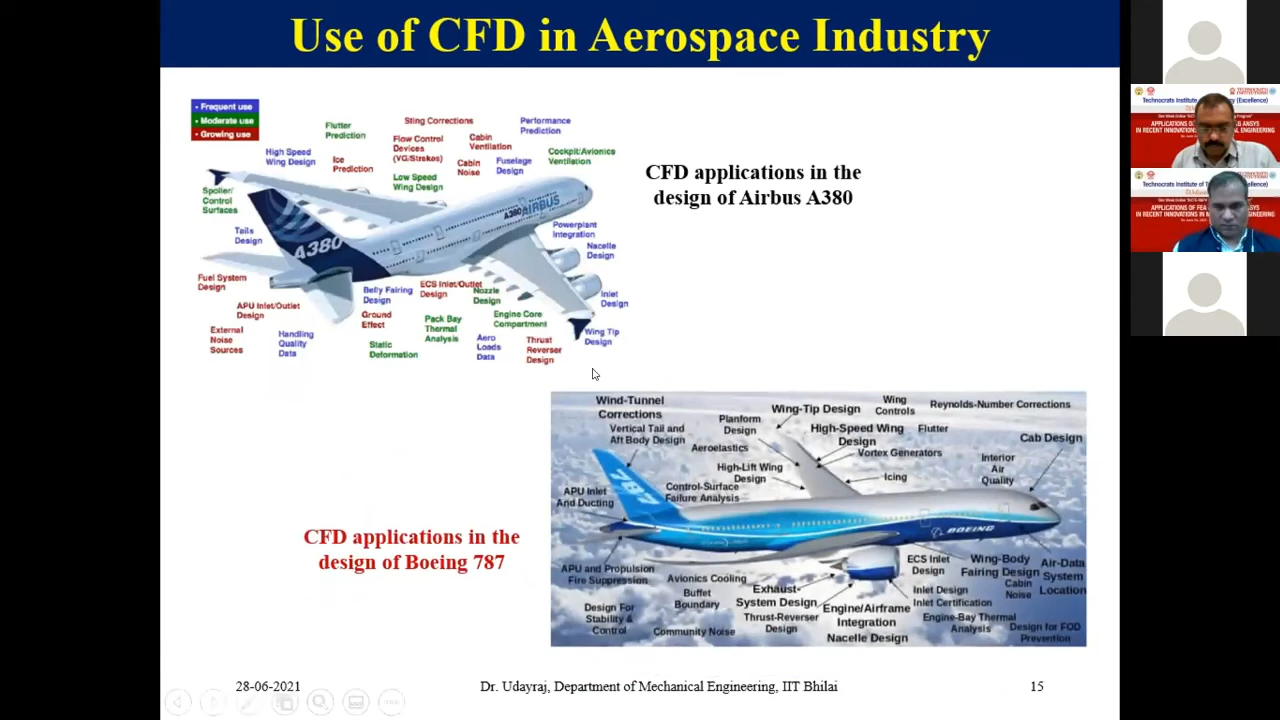 Use of CFD in Aerospace Industry
• Frequent use
• Moderate use
• Growing use
Flutter
Prediction
Sting Corrections
Performance
Prediction
High Speed
Wing Design
Ice
Prediction
Flow Control
Devices
(VG/Strakes)
Cabin
Ventilation
Cabin
Noise
Fuselage
Design
Cockpit/Avionics
Ventilation
Low Speed
Wing Design
Spoiler/
Control
Surfaces
Tails
Design
A380
A380 AIRBUS
Powerplant
Integration
Nacelle
Design
Fuel System
Design
Belly Fairing
Design
ECS Inlet/Outlet
Design
Nozzle
Design
Inlet
Design
APU Inlet/Outlet
Design
Ground
Effect
Pack Bay
Thermal
Analysis
Engine Core
Compartment
Wing Tip
Design
External
Noise
Sources
Handling
Quality
Data
Static
Deformation
Aero
Loads
Data
Thrust
Reverser
Design
CFD applications in the
design of Airbus A380
CFD applications in the
design of Boeing 787
Wind-Tunnel
Corrections
Vertical Tail and
Aft Body Design
Planform
Design
Wing-Tip Design
Wing
Controls
Reynolds-Number Corrections
Aeroelastics
High-Speed Wing
Design
Flutter
Cab Design
Vortex Generators
High-Lift Wing
Design
Icing
Interior
Air
Quality
Control-Surface
Failure Analysis
APU Inlet
And Ducting
BOEING
APU and Propulsion
Fire Suppression
Avionics Cooling
Buffet
Boundary
Exhaust-
System Design
ECS Inlet
Design
Wing-Body
Fairing Design
Air-Data
System
Location
Cabin
Noise
Design For
Stability &
Control
Community Noise
Thrust-Reverser
Design
Engine/Airframe
Integration
Nacelle Design
Inlet Design
Inlet Certification
Engine-Bay Thermal
Analysis
Design for FOD
Prevention
28-06-2021
Dr. Udayraj, Department of Mechanical Engineering, IIT Bhilai
15